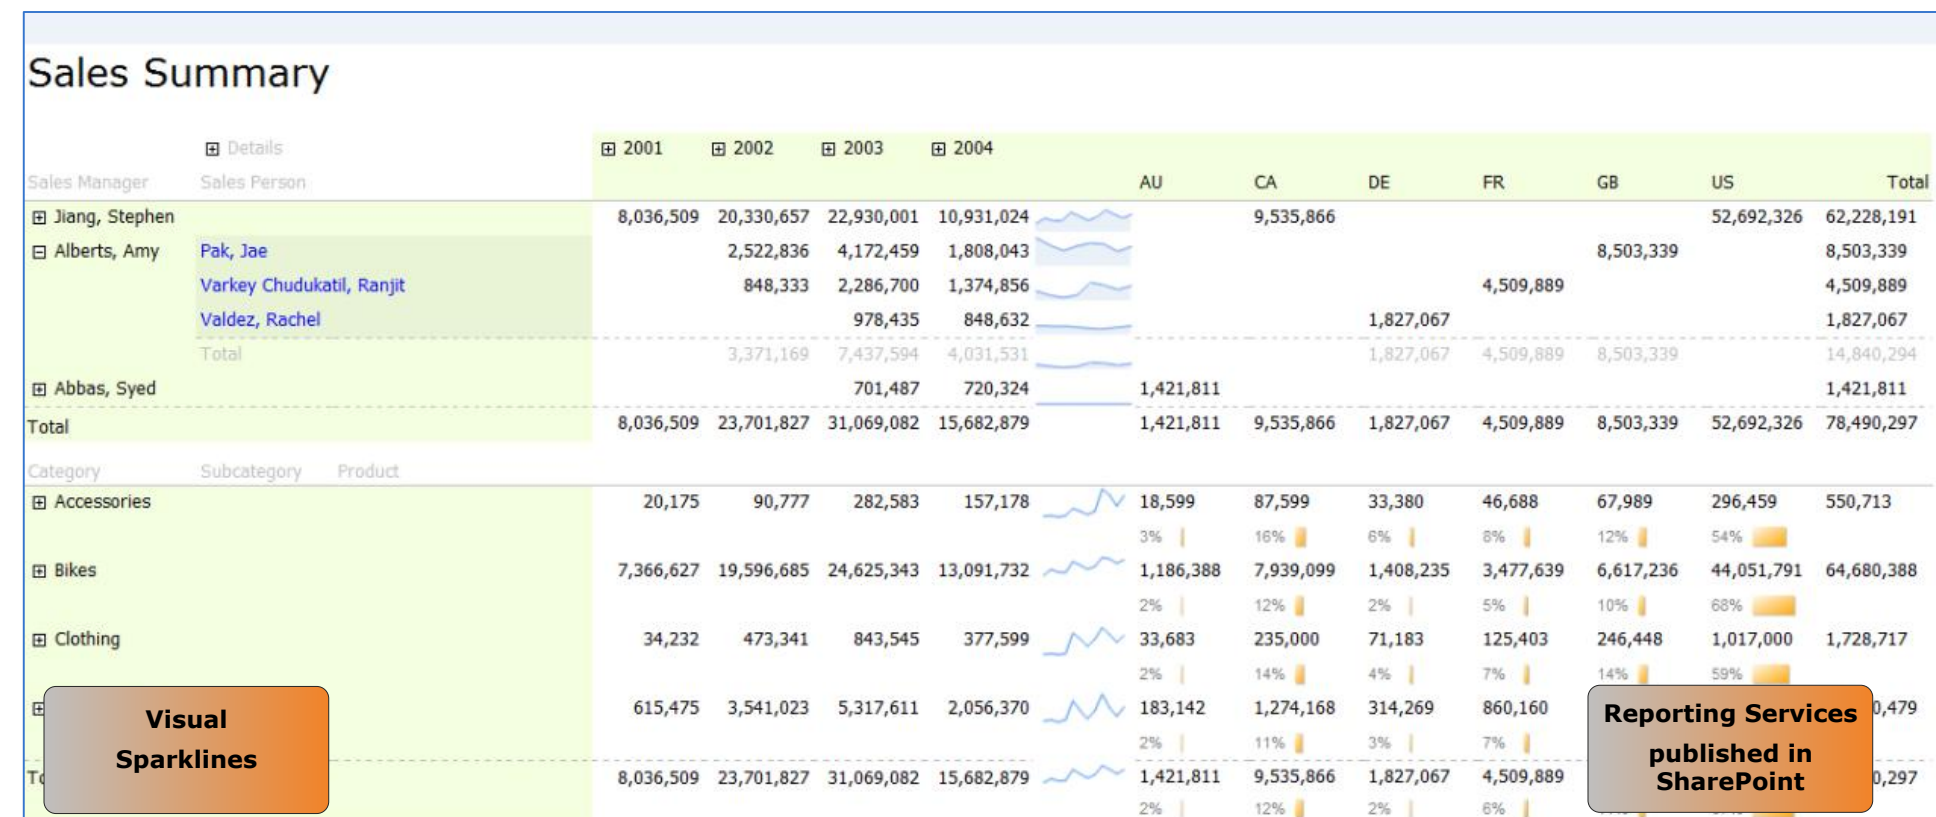 Sales Summary
Details 2001 2002 2003 2004
Sales Manager Sales Person AU CA DE FR GB US Total
Jiang, Stephen 8,036,509 20,330,657 22,930,001 10,931,024 9,535,866 52,692,326 62,228,191
Alberts, Amy Pak, Jae 2,522,836 4,172,459 1,808,043 8,503,339 8,503,339
Varkey Chudukatil, Ranjit 848,333 2,286,700 1,374,856 4,509,889 4,509,889
Valdez, Rachel 978,435 848,632 1,827,067 1,827,067
Total 3,371,169 7,437,594 4,031,531 1,827,067 4,509,889 8,503,339 14,840,294
Abbas, Syed 701,487 720,324 1,421,811 1,421,811
Total 8,036,509 23,701,827 31,069,082 15,682,879 1,421,811 9,535,866 1,827,067 4,509,889 8,503,339 52,692,326 78,490,297
Category Subcategory Product
Accessories 20,175 90,777 282,583 157,178 18,599 87,599 33,380 46,688 67,989 296,459 550,713
3% 16% 6% 8% 12% 54%
Bikes 7,366,627 19,596,685 24,625,343 13,091,732 1,186,388 7,939,099 1,408,235 3,477,639 6,617,236 44,051,791 64,680,388
2% 12% 2% 5% 10% 68%
Clothing 34,232 473,341 843,545 377,599 33,683 235,000 71,183 125,403 246,448 1,017,000 1,728,717
2% 14% 4% 7% 14% 59%
615,475 3,541,023 5,317,611 2,056,370 183,142 1,274,168 314,269 860,160
2% 11% 3% 7%
8,036,509 23,701,827 31,069,082 15,682,879 1,421,811 9,535,866 1,827,067 4,509,889
2% 12% 2% 6%
Visual
Sparklines
Reporting Services
published in
SharePoint